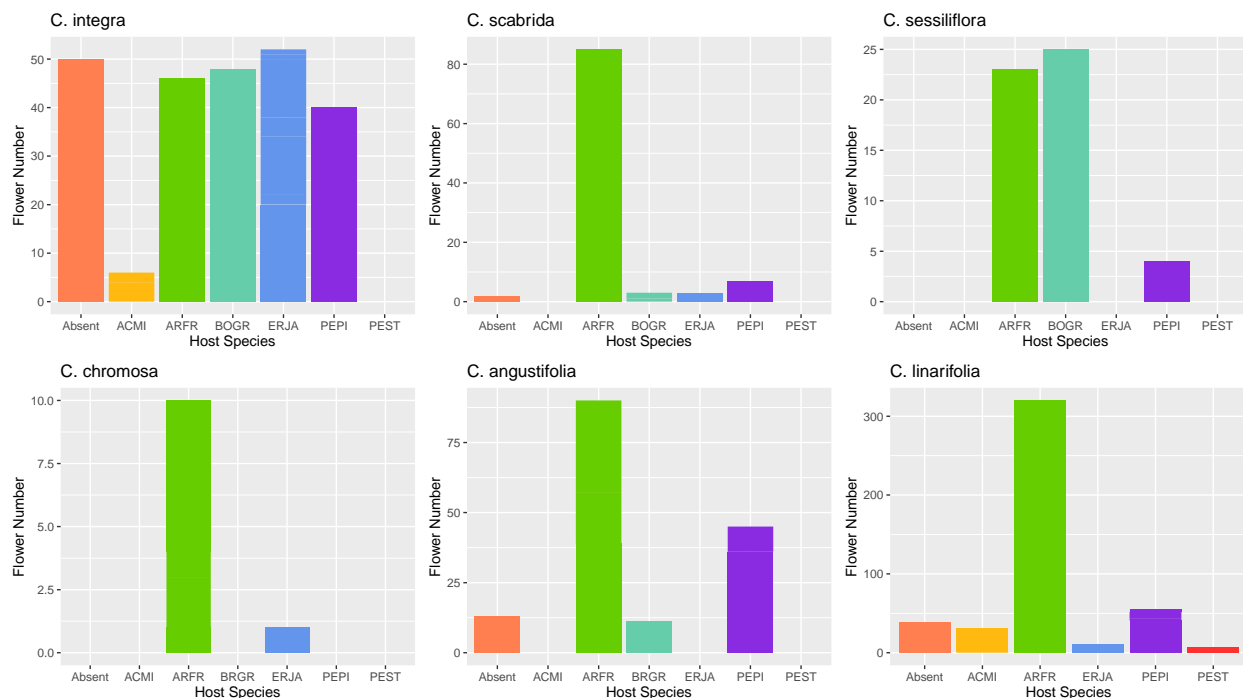 C. integra
Flower Number
50
40
30
20
10
0
Absent ACMI ARFR BOGR ERJA PEPI PEST
Host Species
C. scabrida
Flower Number
80
60
40
20
0
Absent ACMI ARFR BOGR ERJA PEPI PEST
Host Species
C. sessiliflora
Flower Number
25
20
15
10
5
0
Absent ACMI ARFR BOGR ERJA PEPI PEST
Host Species
C. chromosa
Flower Number
10.0
7.5
5.0
2.5
0.0
Absent ACMI ARFR BRGR ERJA PEPI PEST
Host Species
C. angustifolia
Flower Number
75
50
25
0
Absent ACMI ARFR BRGR ERJA PEPI PEST
Host Species
C. linarifolia
Flower Number
300
200
100
0
Absent ACMI ARFR ERJA PEPI PEST
Host Species